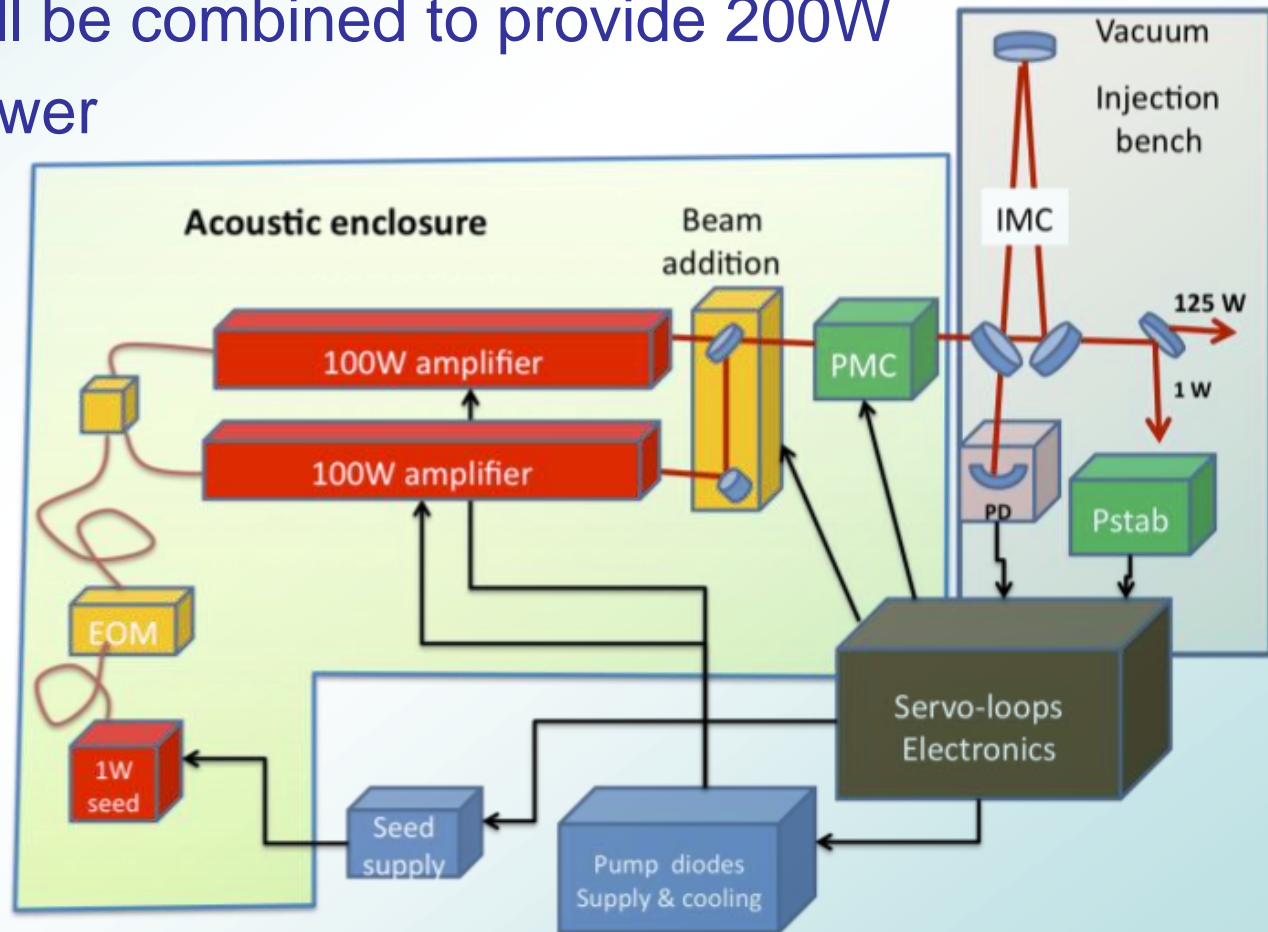 ll be combined to provide 200W
wer
Vacuum
Injection
bench
Acoustic enclosure
Beam
addition
IMC
125 W
100W amplifier
PMC
1 W
100W amplifier
PD
Pstab
EOM
Servo-loops
Electronics
1W
seed
Seed
supply
Pump diodes
Supply & cooling